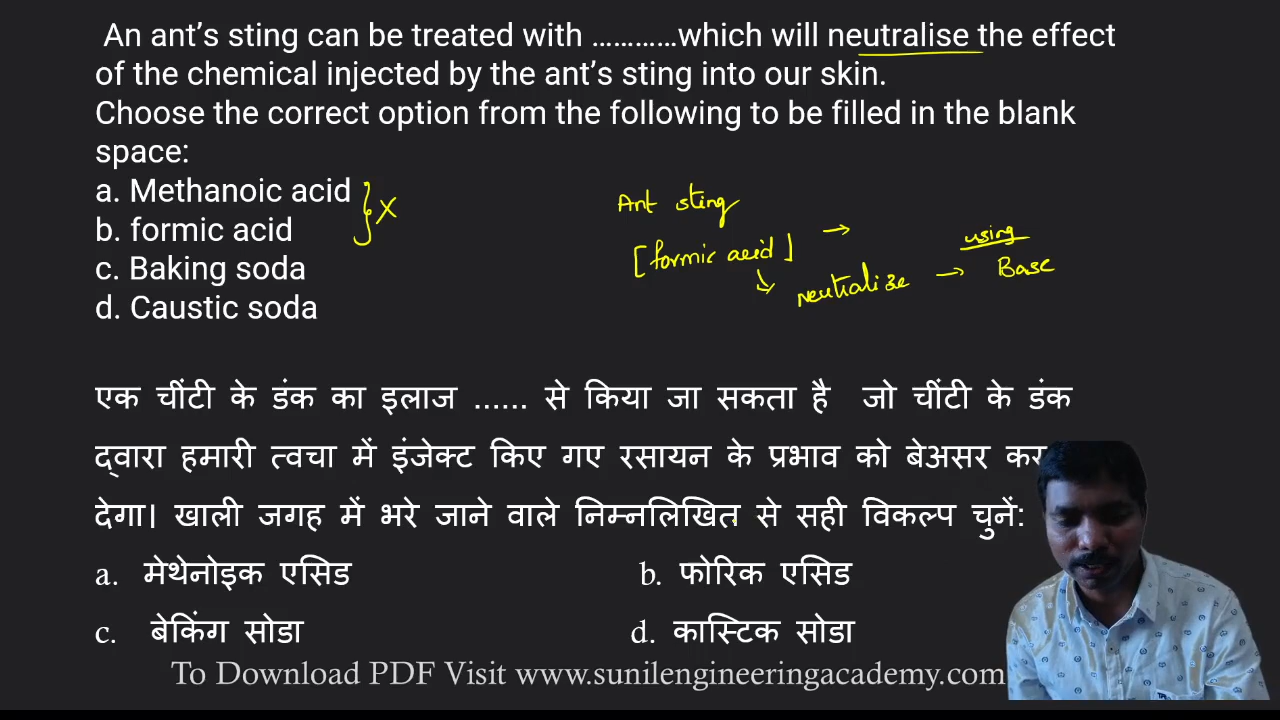 An ant's sting can be treated with …………which will neutralise the effect
of the chemical injected by the ant's sting into our skin.
Choose the correct option from the following to be filled in the blank
space:
a. Methanoic acid
b. formic acid
c. Baking soda
d. Caustic soda
} X
Ant sting
[formic acid] →
↓ neutralize → using Base
एक चींटी के डंक का इलाज ...... से किया जा सकता है जो चींटी के डंक
द्वारा हमारी त्वचा में इंजेक्ट किए गए रसायन के प्रभाव को बेअसर कर
देगा। खाली जगह में भरे जाने वाले निम्नलिखित से सही विकल्प चुनें:
a. मेथेनोइक एसिड b. फोरिक एसिड
c. बेकिंग सोडा d. कास्टिक सोडा
To Download PDF Visit www.sunilengineeringacademy.com